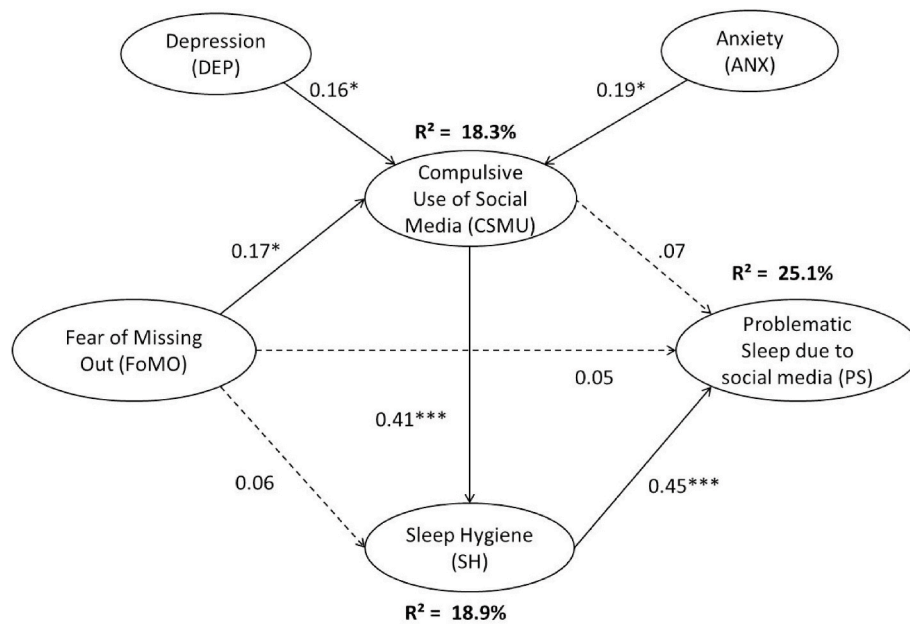 Depression
(DEP)
Anxiety
(ANX)
0.16*
0.19*
R² = 18.3%
Compulsive
Use of Social
Media (CSMU)
0.17*
.07
R² = 25.1%
Fear of Missing
Out (FoMO)
Problematic
Sleep due to
social media (PS)
0.05
0.41***
0.06
0.45***
Sleep Hygiene
(SH)
R² = 18.9%